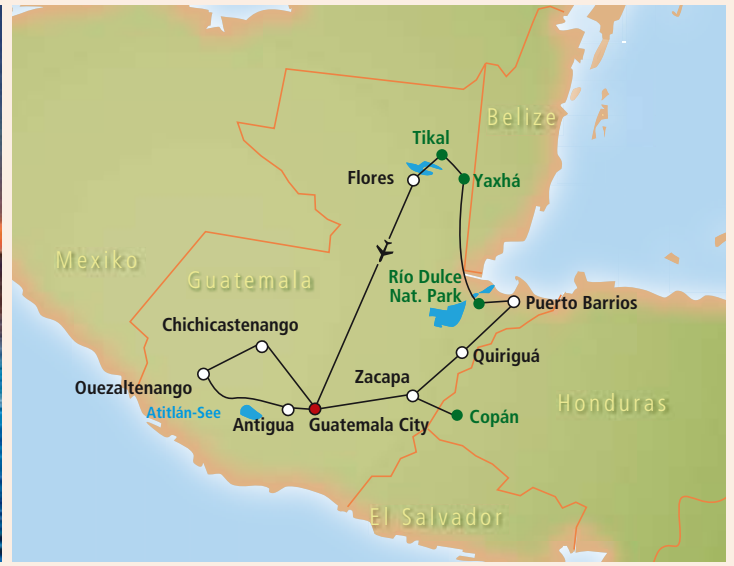 Belize
Tikal
Flores
Yaxhá
Mexiko
Guatemala
Río Dulce
Nat. Park
Puerto Barrios
Chichicastenango
Quiriguá
Zacapa
Ouezaltenango
Honduras
Atitlán-See
Antigua
Guatemala City
Copán
El Salvador